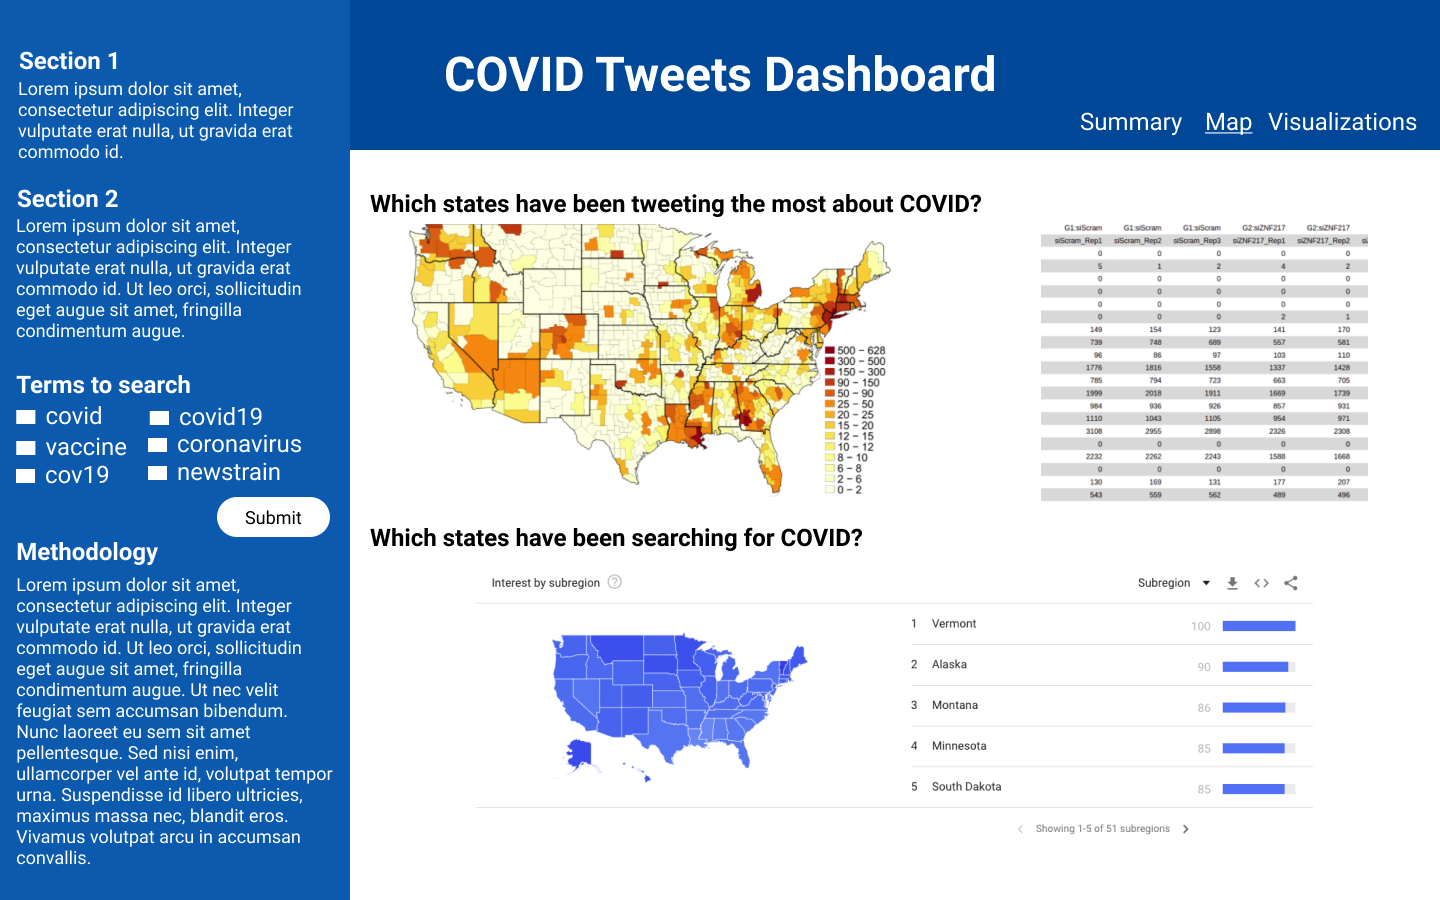 Section 1
Lorem ipsum dolor sit amet,
consectetur adipiscing elit. Integer
vulputate erat nulla, ut gravida erat
commodo id.
Section 2
Lorem ipsum dolor sit amet,
consectetur adipiscing elit. Integer
vulputate erat nulla, ut gravida erat
commodo id. Ut leo orci, sollicitudin
eget augue sit amet, fringilla
condimentum augue.
Terms to search
covid covid19
vaccine coronavirus
cov19 newstrain
Submit
Methodology
Lorem ipsum dolor sit amet,
consectetur adipiscing elit. Integer
vulputate erat nulla, ut gravida erat
commodo id. Ut leo orci, sollicitudin
eget augue sit amet, fringilla
condimentum augue. Ut nec velit
feugiat sem accumsan bibendum.
Nunc laoreet eu sem sit amet
pellentesque. Sed nisi enim,
ullamcorper vel ante id, volutpat tempor
urna. Suspendisse id libero ultricies,
maximus massa nec, blandit eros.
Vivamus volutpat arcu in accumsan
convallis.
COVID Tweets Dashboard
Summary Map Visualizations
Which states have been tweeting the most about COVID?
500 – 628
300 – 500
150 – 300
90 – 150
50 – 90
25 – 50
20 – 25
15 – 20
12 – 15
10 – 12
8 – 10
6 – 8
2 – 6
0 – 2
G1:siScram G1:siScram G1:siScram G2:siZNF217 G2:siZNF217
siScram_Rep1 siScram_Rep2 siScram_Rep3 siZNF217_Rep1 siZNF217_Rep2
0 0 0 0 0
5 1 2 4 2
0 0 0 0 0
0 0 0 0 0
0 0 0 0 0
0 0 0 2 1
149 154 123 141 170
739 748 689 557 581
96 86 97 103 110
1776 1816 1558 1337 1428
785 794 723 663 705
1999 2018 1911 1669 1739
984 936 926 857 931
1110 1043 1105 954 971
3108 2955 2898 2326 2308
0 0 0 0 0
2232 2262 2243 1588 1668
0 0 0 0 0
130 169 131 177 207
543 559 562 489 496
Which states have been searching for COVID?
Interest by subregion ?
Subregion
1 Vermont 100
2 Alaska 90
3 Montana 86
4 Minnesota 85
5 South Dakota 85
Showing 1-5 of 51 subregions